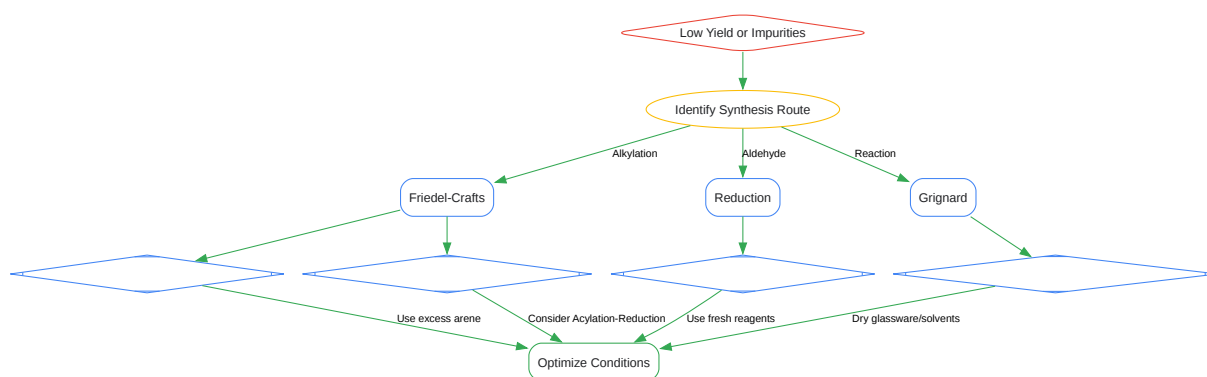 Low Yield or Impurities
Identify Synthesis Route
Alkylation
Aldehyde
Reaction
Friedel-Crafts
Reduction
Grignard
Use excess arene
Consider Acylation-Reduction
Use fresh reagents
Dry glassware/solvents
Optimize Conditions